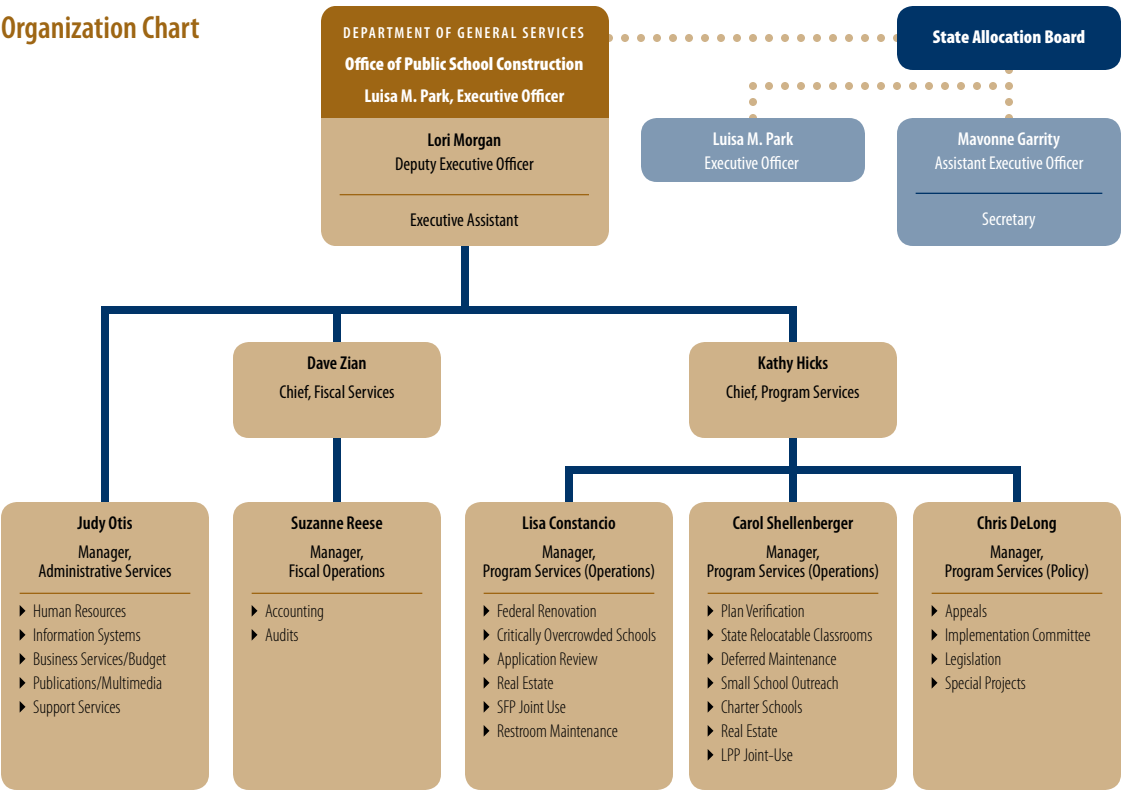 Organization Chart
DEPARTMENT OF GENERAL SERVICES
Office of Public School Construction
Luisa M. Park, Executive Officer
Lori Morgan
Deputy Executive Officer
Executive Assistant
State Allocation Board
Luisa M. Park
Executive Officer
Mavonne Garrity
Assistant Executive Officer
Secretary
Dave Zian
Chief, Fiscal Services
Kathy Hicks
Chief, Program Services
Judy Otis
Manager,
Administrative Services
Human Resources
Information Systems
Business Services/Budget
Publications/Multimedia
Support Services
Suzanne Reese
Manager,
Fiscal Operations
Accounting
Audits
Lisa Constancio
Manager,
Program Services (Operations)
Federal Renovation
Critically Overcrowded Schools
Application Review
Real Estate
SFP Joint Use
Restroom Maintenance
Carol Shellenberger
Manager,
Program Services (Operations)
Plan Verification
State Relocatable Classrooms
Deferred Maintenance
Small School Outreach
Charter Schools
Real Estate
LPP Joint-Use
Chris DeLong
Manager,
Program Services (Policy)
Appeals
Implementation Committee
Legislation
Special Projects